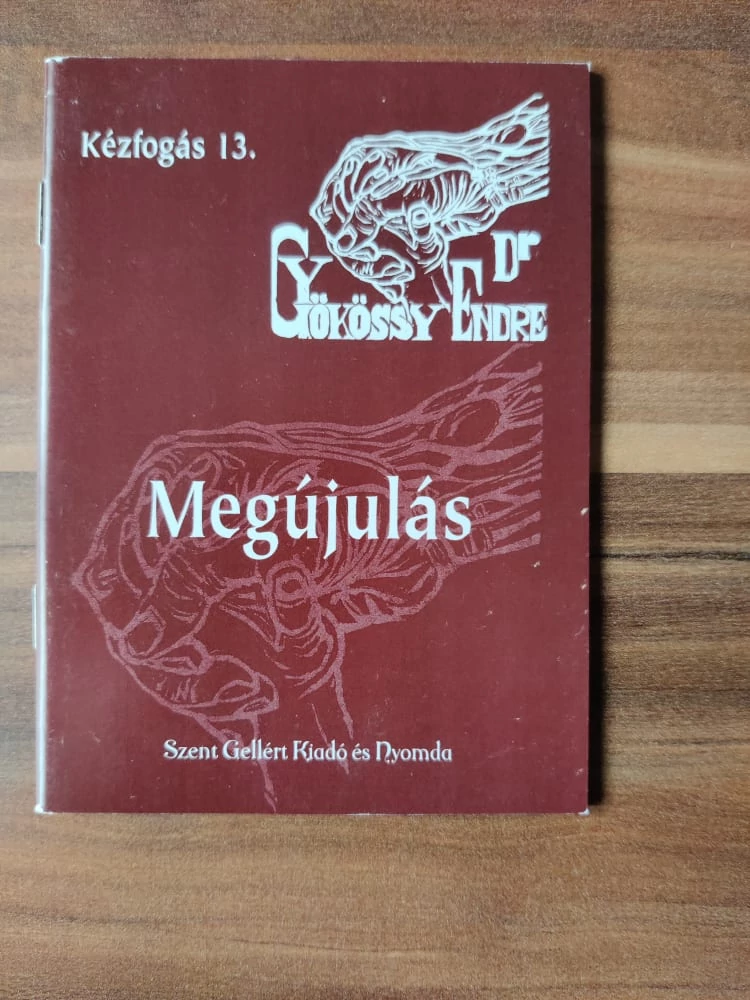 Kézfogás 13.
Dr
GYÖKÖSSY ENDRE
Megújulás
Szent Gellért Kiadó és Nyomda